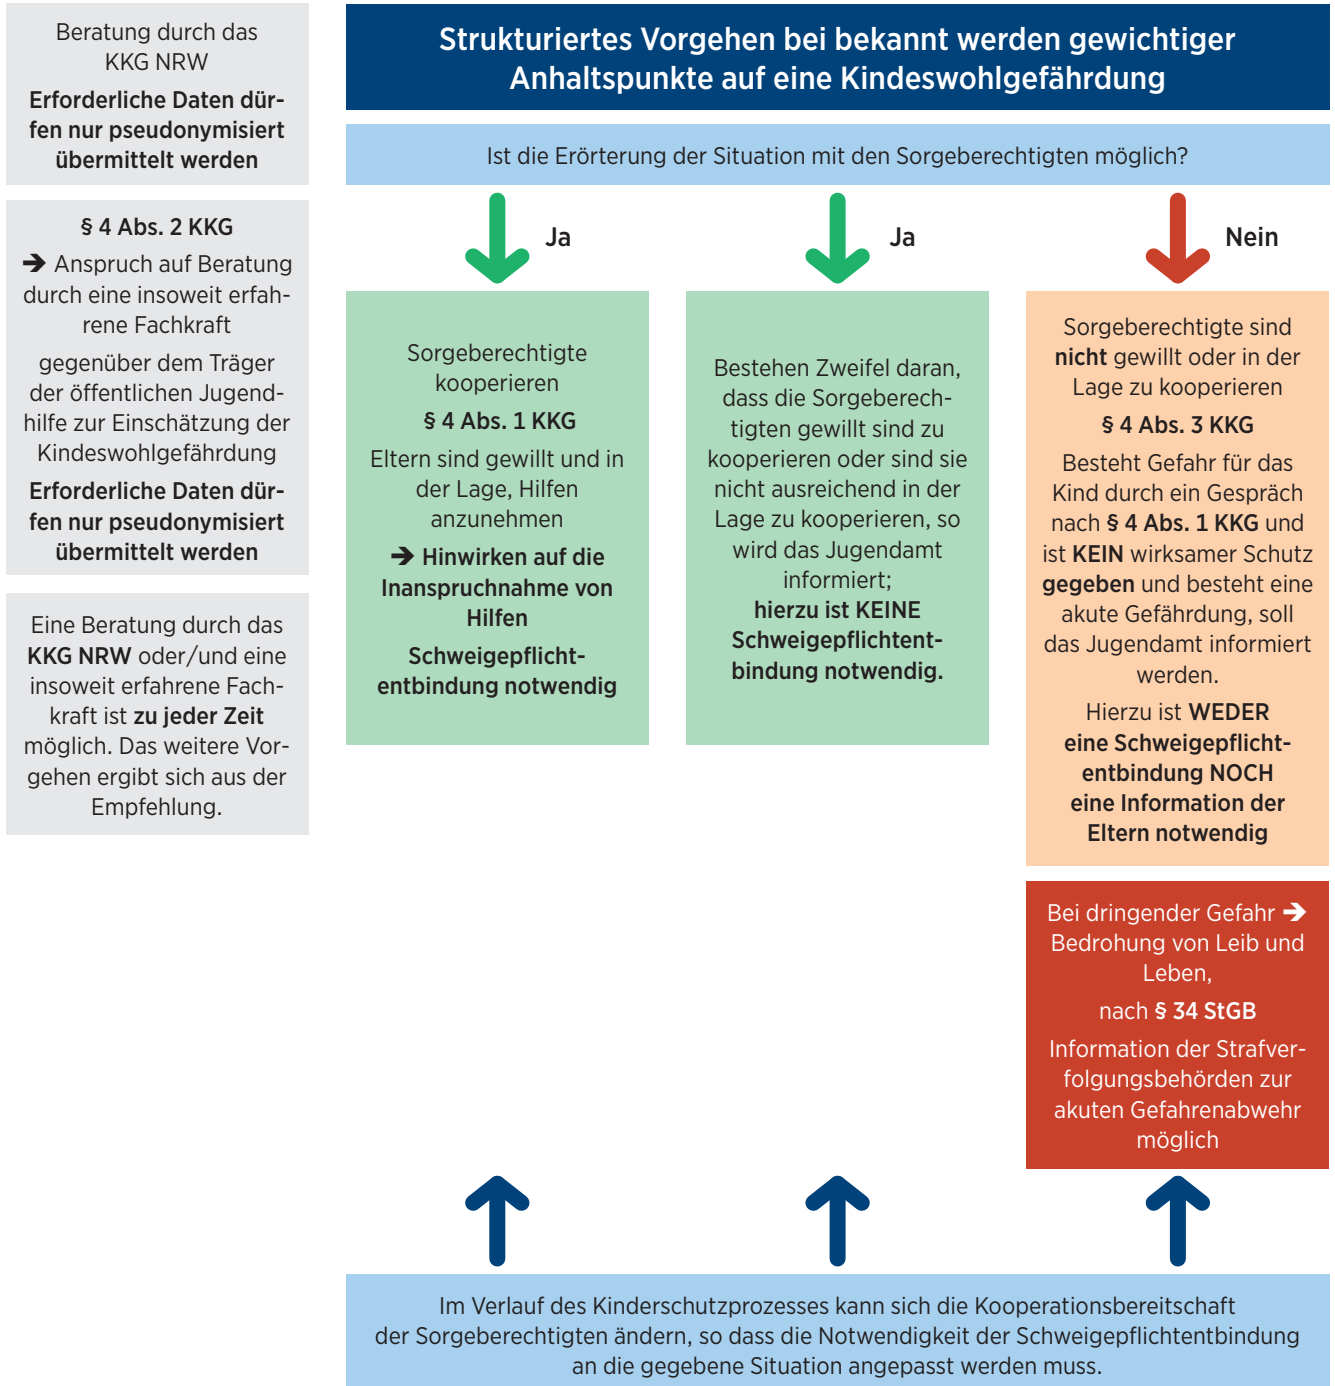 Beratung durch das
KKG NRW
Erforderliche Daten dür-
fen nur pseudonymisiert
übermittelt werden
§ 4 Abs. 2 KKG
➔ Anspruch auf Beratung
durch eine insoweit erfah-
rene Fachkraft
gegenüber dem Träger
der öffentlichen Jugend-
hilfe zur Einschätzung der
Kindeswohlgefährdung
Erforderliche Daten dür-
fen nur pseudonymisiert
übermittelt werden
Eine Beratung durch das
KKG NRW oder/und eine
insoweit erfahrene Fach-
kraft ist zu jeder Zeit
möglich. Das weitere Vor-
gehen ergibt sich aus der
Empfehlung.
Strukturiertes Vorgehen bei bekannt werden gewichtiger
Anhaltspunkte auf eine Kindeswohlgefährdung
Ist die Erörterung der Situation mit den Sorgeberechtigten möglich?
Ja
Ja
Nein
Sorgeberechtigte
kooperieren
§ 4 Abs. 1 KKG
Eltern sind gewillt und in
der Lage, Hilfen
anzunehmen
➔ Hinwirken auf die
Inanspruchnahme von
Hilfen
Schweigepflicht-
entbindung notwendig
Bestehen Zweifel daran,
dass die Sorgeberech-
tigten gewillt sind zu
kooperieren oder sind sie
nicht ausreichend in der
Lage zu kooperieren, so
wird das Jugendamt
informiert;
hierzu ist KEINE
Schweigepflichtent-
bindung notwendig.
Sorgeberechtigte sind
nicht gewillt oder in der
Lage zu kooperieren
§ 4 Abs. 3 KKG
Besteht Gefahr für das
Kind durch ein Gespräch
nach § 4 Abs. 1 KKG und
ist KEIN wirksamer Schutz
gegeben und besteht eine
akute Gefährdung, soll
das Jugendamt informiert
werden.
Hierzu ist WEDER
eine Schweigepflicht-
entbindung NOCH
eine Information der
Eltern notwendig
Bei dringender Gefahr ➔
Bedrohung von Leib und
Leben,
nach § 34 StGB
Information der Strafver-
folgungsbehörden zur
akuten Gefahrenabwehr
möglich
Im Verlauf des Kinderschutzprozesses kann sich die Kooperationsbereitschaft
der Sorgeberechtigten ändern, so dass die Notwendigkeit der Schweigepflichtentbindung
an die gegebene Situation angepasst werden muss.